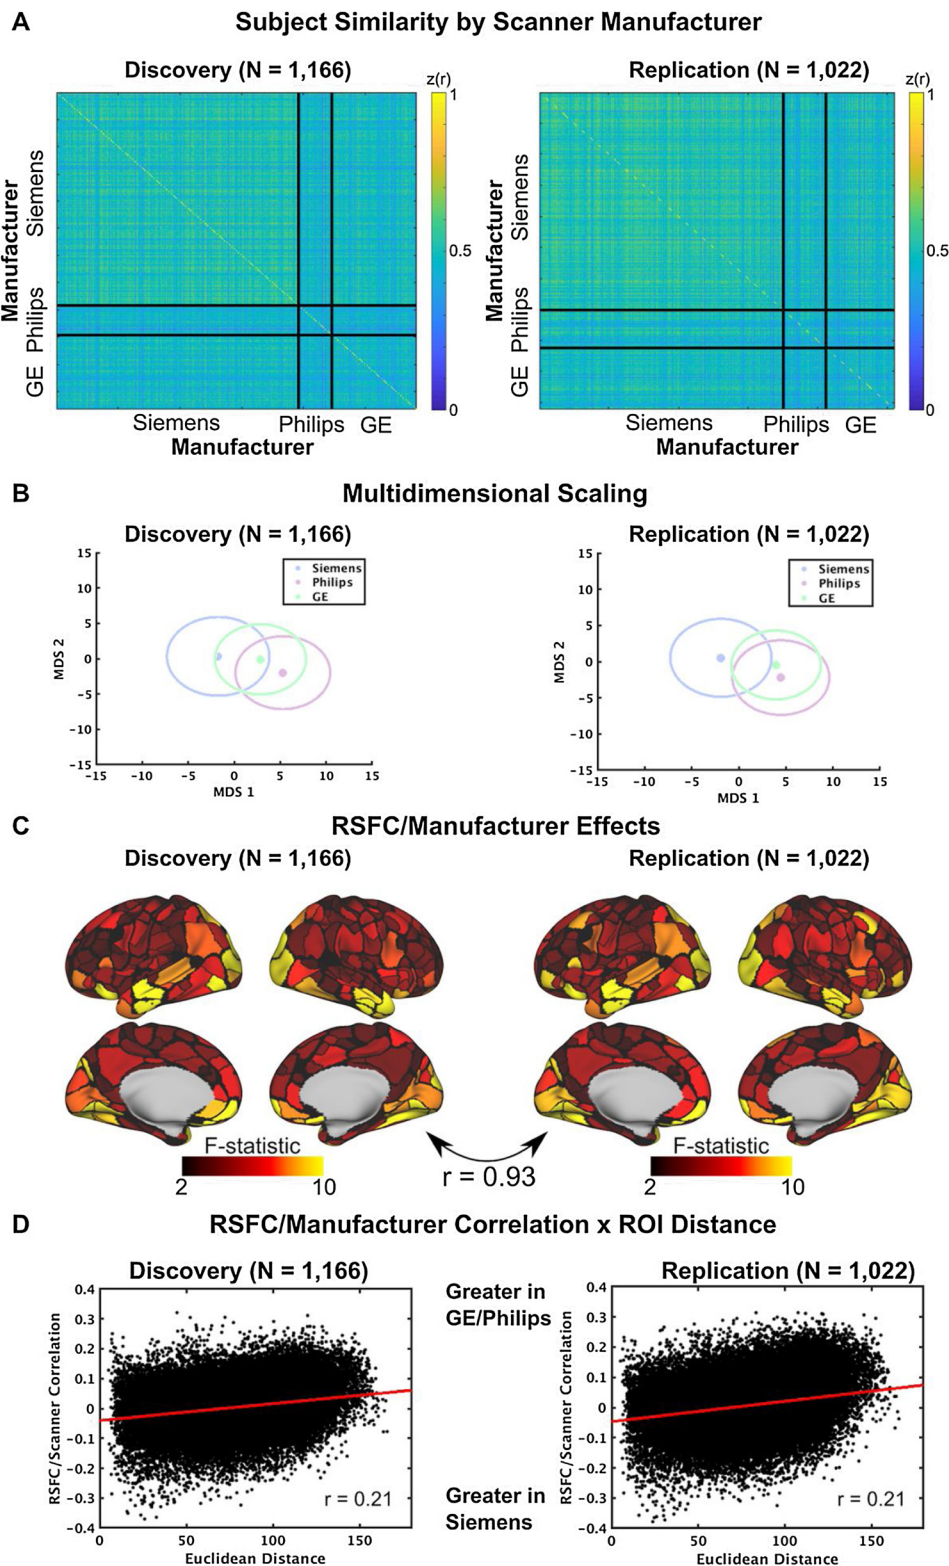 A
Subject Similarity by Scanner Manufacturer
Discovery (N = 1,166)
Replication (N = 1,022)
z(r)
1
0.5
0
z(r)
1
0.5
0
Manufacturer
Siemens
Philips
GE
Siemens Philips GE
Manufacturer
Manufacturer
Siemens
Philips
GE
Siemens Philips GE
Manufacturer
B
Multidimensional Scaling
Discovery (N = 1,166)
15
10
5
0
−5
−10
−15
MDS 2
Siemens
Philips
GE
−15 −10 −5 0 5 10 15
MDS 1
Replication (N = 1,022)
15
10
5
0
−5
−10
−15
MDS 2
Siemens
Philips
GE
−15 −10 −5 0 5 10 15
MDS 1
C
RSFC/Manufacturer Effects
Discovery (N = 1,166)
Replication (N = 1,022)
F-statistic
2 10
r = 0.93
F-statistic
2 10
D
RSFC/Manufacturer Correlation x ROI Distance
Discovery (N = 1,166)
0.4
0.3
0.2
0.1
0
−0.1
−0.2
−0.3
−0.4
RSFC/Scanner Correlation
r = 0.21
0 50 100 150
Euclidean Distance
Greater in
GE/Philips
Greater in
Siemens
Replication (N = 1,022)
0.4
0.3
0.2
0.1
0
−0.1
−0.2
−0.3
−0.4
RSFC/Scanner Correlation
r = 0.21
0 50 100 150
Euclidean Distance